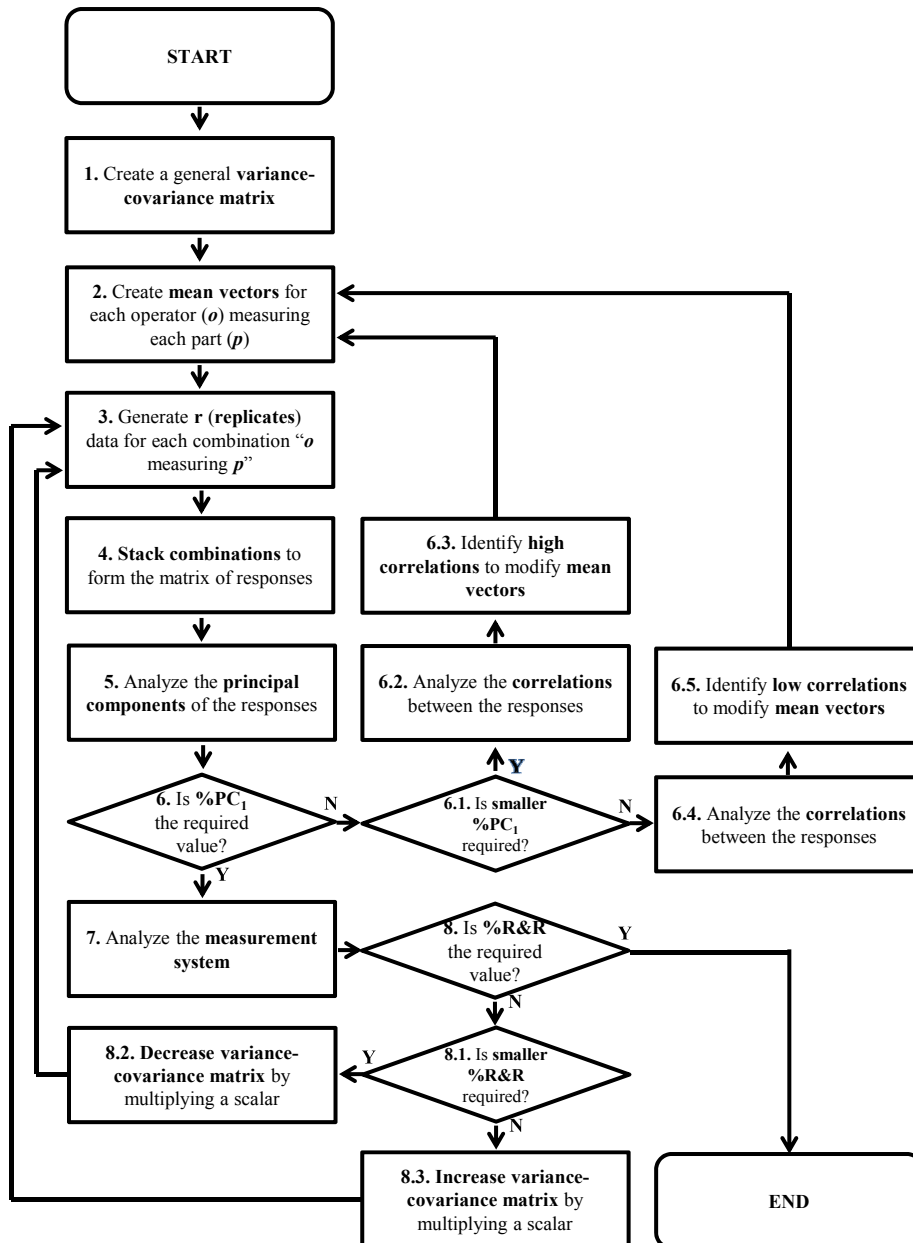 START
1. Create a general variance-
covariance matrix
2. Create mean vectors for
each operator (o) measuring
each part (p)
3. Generate r (replicates)
data for each combination “o
measuring p”
4. Stack combinations to
form the matrix of responses
6.3. Identify high
correlations to modify mean
vectors
5. Analyze the principal
components of the responses
6.2. Analyze the correlations
between the responses
6.5. Identify low correlations
to modify mean vectors
6. Is %PC1
the required
value?
N
Y
Y
6.1. Is smaller
%PC1
required?
N
6.4. Analyze the correlations
between the responses
7. Analyze the measurement
system
8. Is %R&R
the required
value?
Y
N
8.2. Decrease variance-
covariance matrix by
multiplying a scalar
Y
8.1. Is smaller
%R&R
required?
N
8.3. Increase variance-
covariance matrix by
multiplying a scalar
END